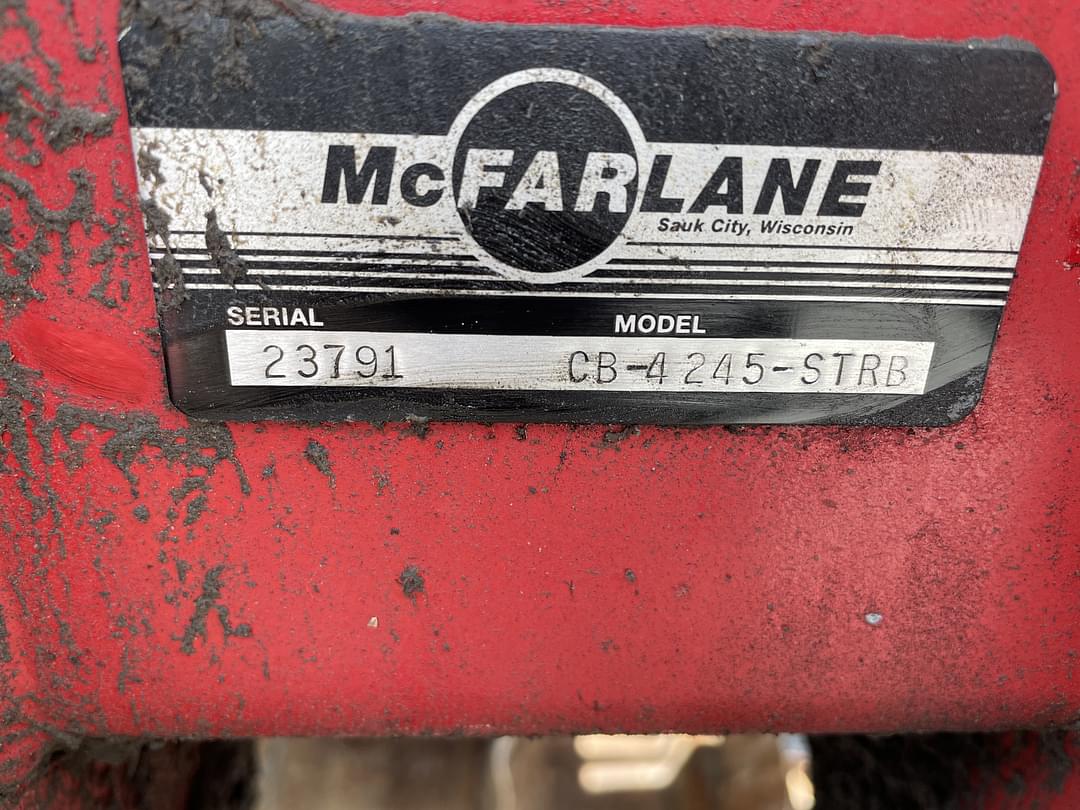 McFARLANE
Sauk City, Wisconsin
SERIAL MODEL
23791 CB-4245-STRB